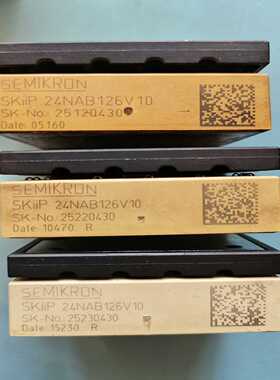 SEMIKRON
SKiiP 24NAB126V10
SK-No.: 25120430
Date: 05160
SEMIKRON
SKiiP 24NAB126V10
SK-No.: 25220430
Date: 10470 R
SEMIKRON
SKiiP 24NAB126V10
SK-No.: 25230430
Date: 15230 R